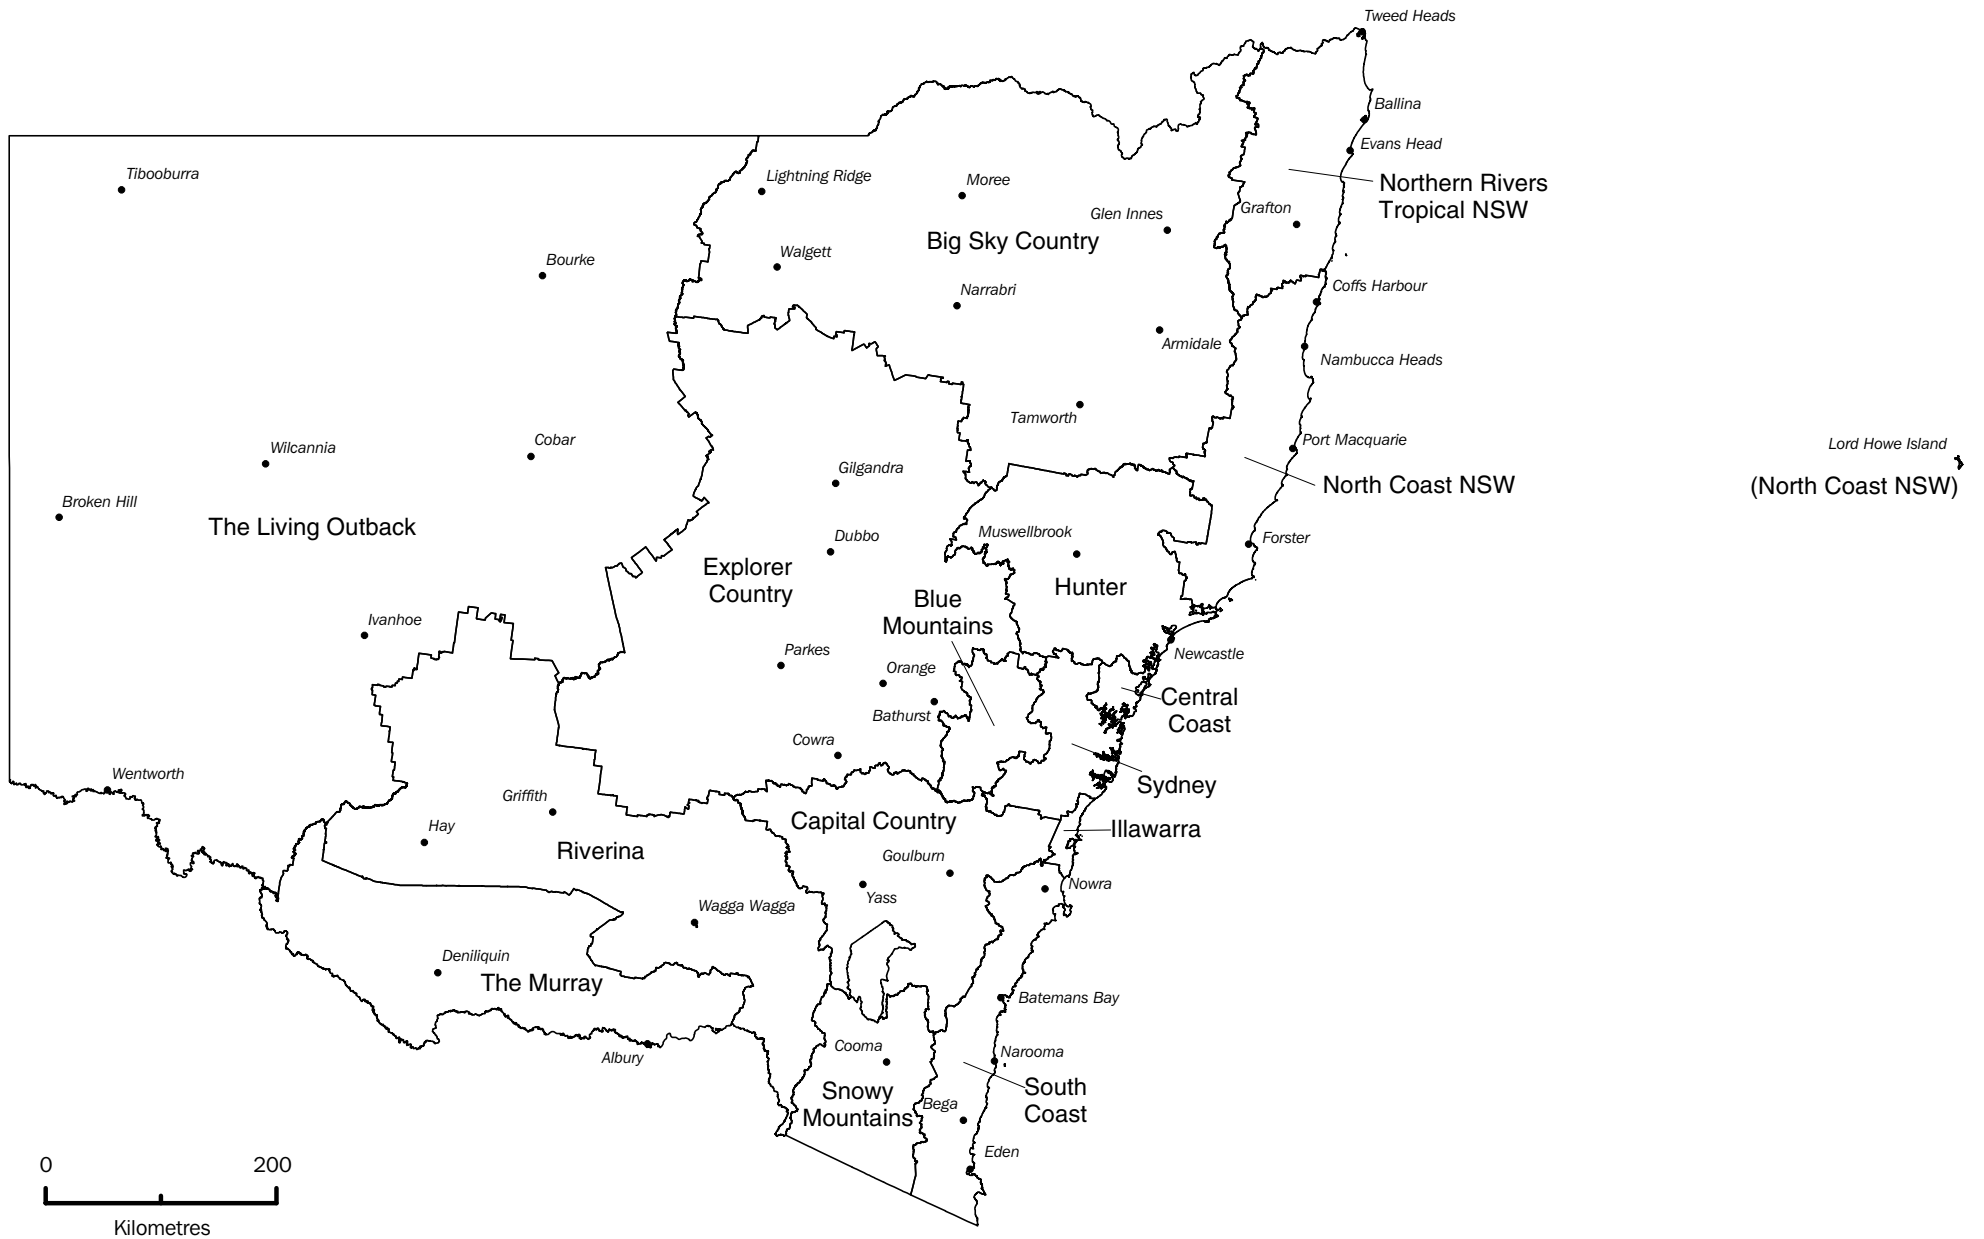 Tweed Heads
Ballina
Evans Head
Tibooburra
Lightning Ridge
Moree
Northern Rivers
Tropical NSW
Glen Innes
Grafton
Big Sky Country
Walgett
Bourke
Narrabri
Coffs Harbour
Armidale
Nambucca Heads
Tamworth
Port Macquarie
Lord Howe Island
Wilcannia
Cobar
Gilgandra
North Coast NSW
(North Coast NSW)
Broken Hill
The Living Outback
Muswellbrook
Dubbo
Forster
Explorer
Country
Hunter
Blue
Mountains
Ivanhoe
Parkes
Newcastle
Orange
Central
Coast
Bathurst
Cowra
Wentworth
Sydney
Griffith
Capital Country
Illawarra
Hay
Riverina
Goulburn
Nowra
Yass
Wagga Wagga
Deniliquin
The Murray
Batemans Bay
Albury
Cooma
Narooma
Snowy
Mountains
South
Coast
Bega
Eden
0 200
Kilometres